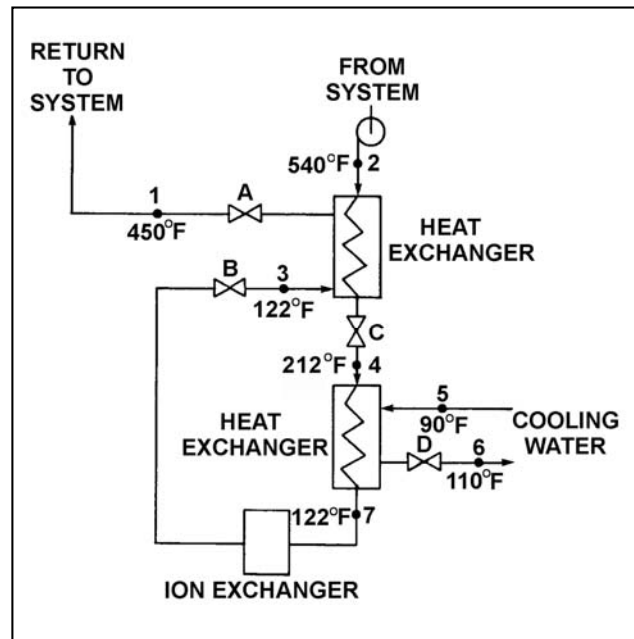 RETURN
TO
SYSTEM
FROM
SYSTEM
540°F
2
1
A
450°F
HEAT
EXCHANGER
B
3
122°F
C
212°F
4
HEAT
EXCHANGER
5
90°F
COOLING
WATER
D
6
110°F
122°F
7
ION EXCHANGER